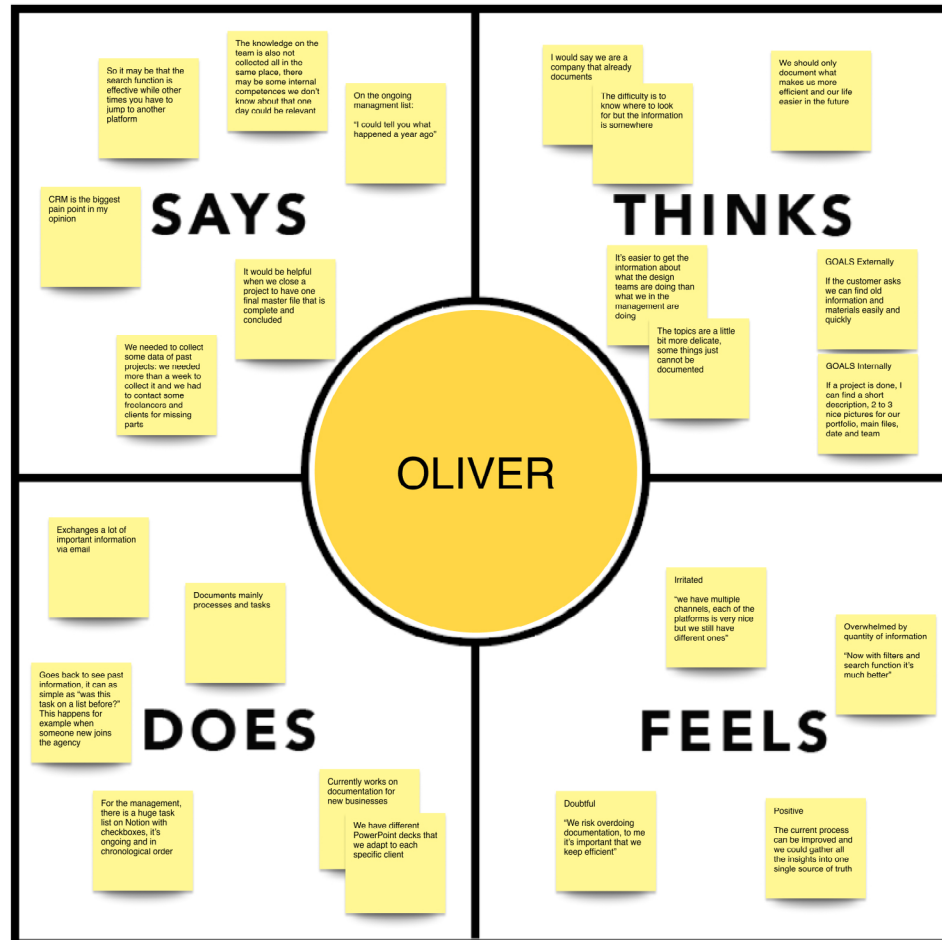 So it may be that the
search function is
effective while other
times you have to
jump to another
platform
The knowledge on the
team is also not
collected all in the
same place, there
may be some internal
competences we don't
know about that one
day could be relevant
On the ongoing
managment list:
"I could tell you what
happened a year ago"
CRM is the biggest
pain point in my
opinion
SAYS
It would be helpful
when we close a
project to have one
final master file that is
complete and
concluded
We needed to collect
some data of past
projects: we needed
more than a week to
collect it and we had
to contact some
freelancers and
clients for missing
parts
I would say we are a
company that already
documents
The difficulty is to
know where to look
for but the information
is somewhere
We should only
document what
makes us more
efficient and our life
easier in the future
THINKS
It's easier to get the
information about
what the design
teams are doing than
what we in the
management are
doing
The topics are a little
bit more delicate,
some things just
cannot be
documented
GOALS Externally
If the customer asks
we can find old
information and
materials easily and
quickly
GOALS Internally
If a project is done, I
can find a short
description, 2 to 3
nice pictures for our
portfolio, main files,
date and team
OLIVER
Exchanges a lot of
important information
via email
Documents mainly
processes and tasks
Goes back to see past
information, it can as
simple as "was this
task on a list before?"
This happens for
example when
someone new joins
the agency
DOES
For the management,
there is a huge task
list on Notion with
checkboxes, it's
ongoing and in
chronological order
Currently works on
documentation for
new businesses
We have different
PowerPoint decks that
we adapt to each
specific client
Irritated
"we have multiple
channels, each of the
platforms is very nice
but we still have
different ones"
Overwhelmed by
quantity of information
"Now with filters and
search function it's
much better"
FEELS
Doubtful
"We risk overdoing
documentation, to me
it's important that we
keep efficient"
Positive
The current process
can be improved and
we could gather all
the insights into one
single source of truth